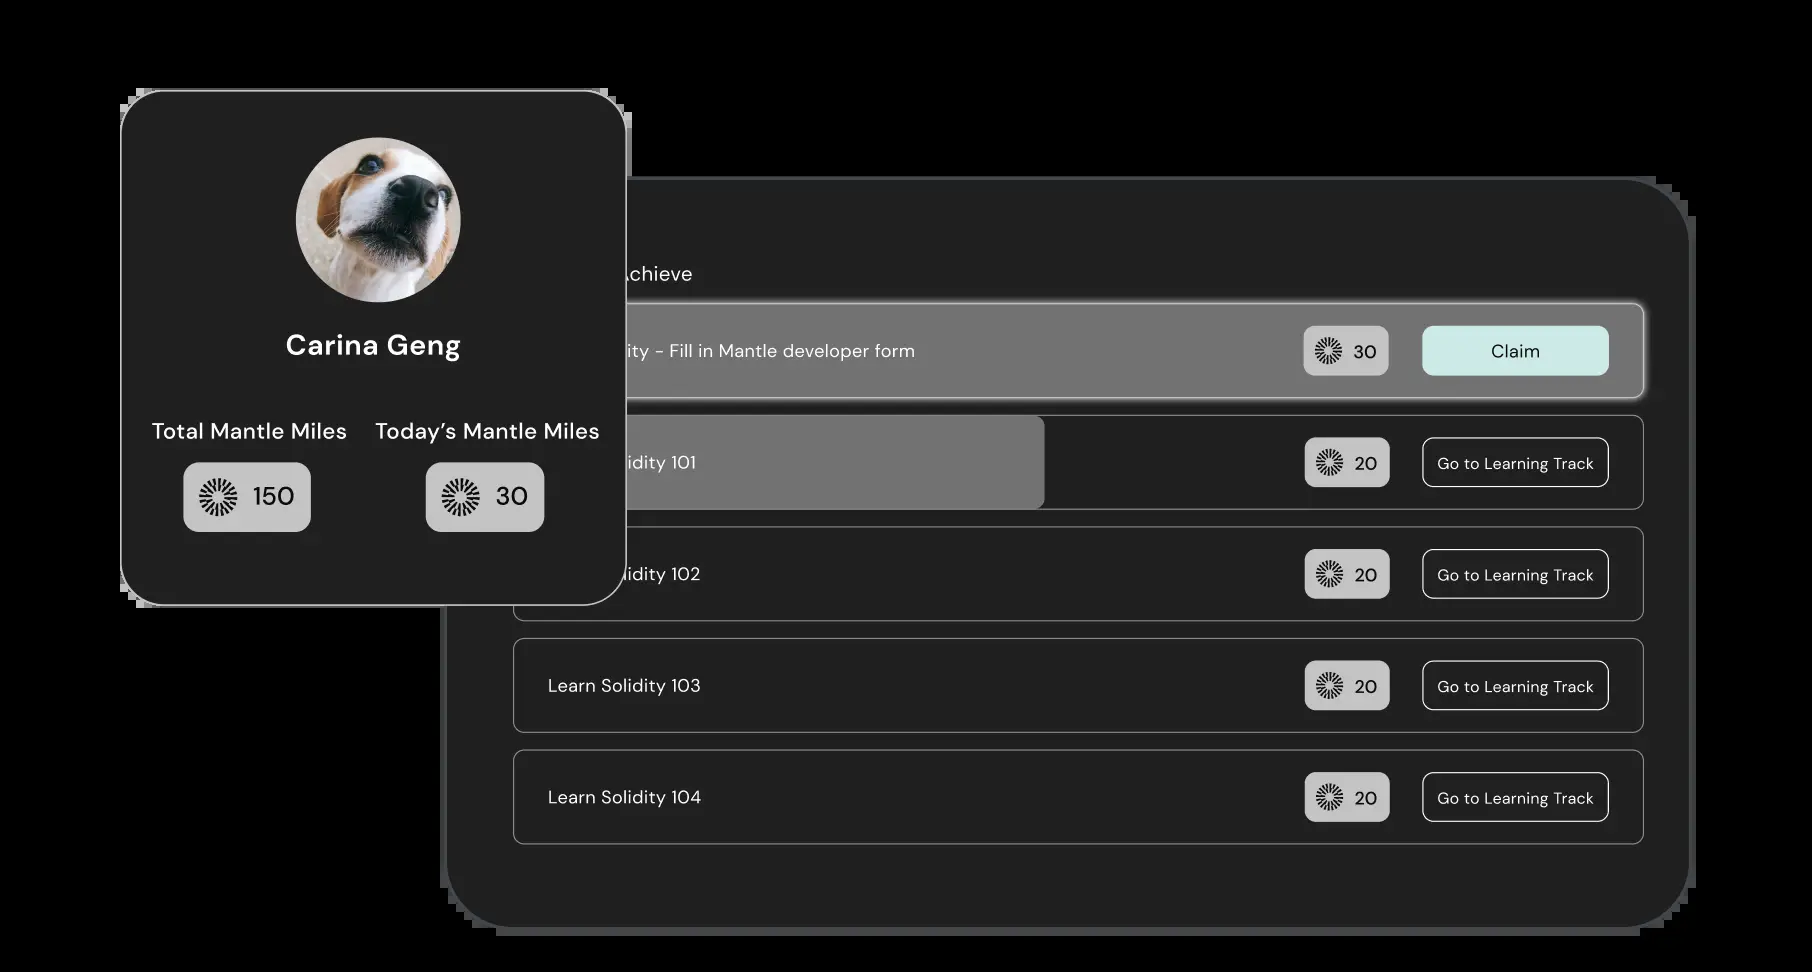 Carina Geng
Total Mantle Miles
Today's Mantle Miles
150
30
Achieve
ity - Fill in Mantle developer form
30
Claim
idity 101
20
Go to Learning Track
lidity 102
20
Go to Learning Track
Learn Solidity 103
20
Go to Learning Track
Learn Solidity 104
20
Go to Learning Track